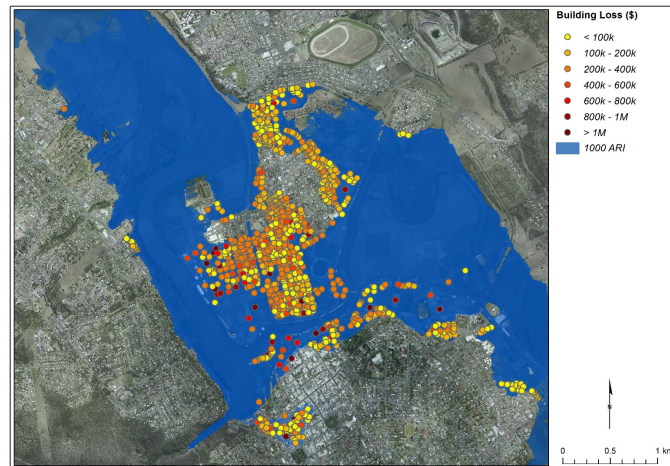 Building Loss ($)
< 100k
100k - 200k
200k - 400k
400k - 600k
600k - 800k
800k - 1M
> 1M
1000 ARI
N
0 0.5 1 km